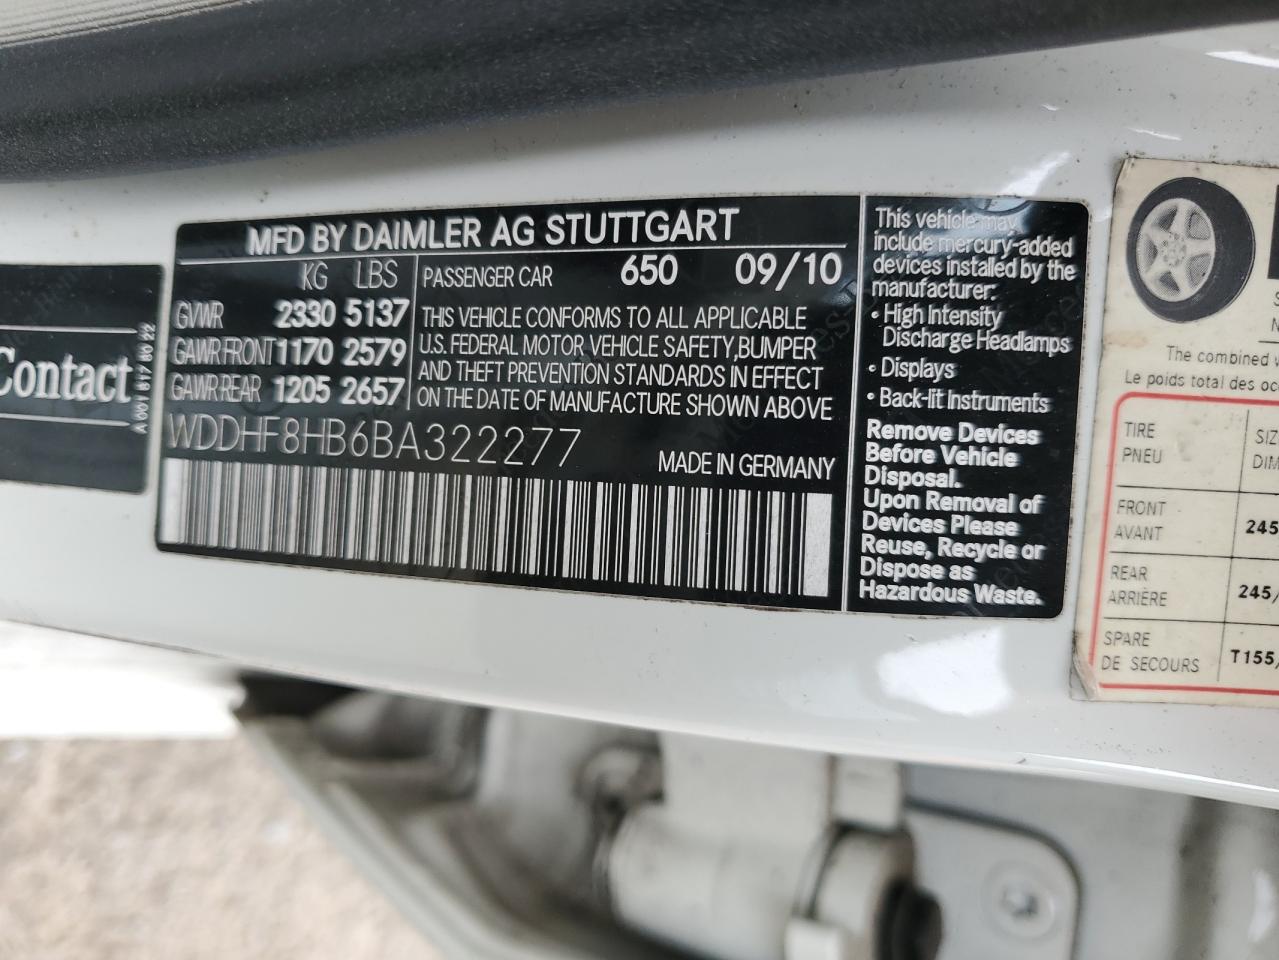 Contact
A 001 817 80 22
MFD BY DAIMLER AG STUTTGART
KG LBS
GVWR 2330 5137
GAWR FRONT 1170 2579
GAWR REAR 1205 2657
PASSENGER CAR 650 09/10
THIS VEHICLE CONFORMS TO ALL APPLICABLE
U.S. FEDERAL MOTOR VEHICLE SAFETY, BUMPER
AND THEFT PREVENTION STANDARDS IN EFFECT
ON THE DATE OF MANUFACTURE SHOWN ABOVE
WDDHF8HB6BA322277
MADE IN GERMANY
This vehicle may
include mercury-added
devices installed by the
manufacturer:
• High Intensity
Discharge Headlamps
• Displays
• Back-lit Instruments
Remove Devices
Before Vehicle
Disposal.
Upon Removal of
Devices Please
Reuse, Recycle or
Dispose as
Hazardous Waste.
The combined
Le poids total des
TIRE
PNEU
FRONT
AVANT
245
REAR
ARRIÈRE
245/
SPARE
DE SECOURS
T155/